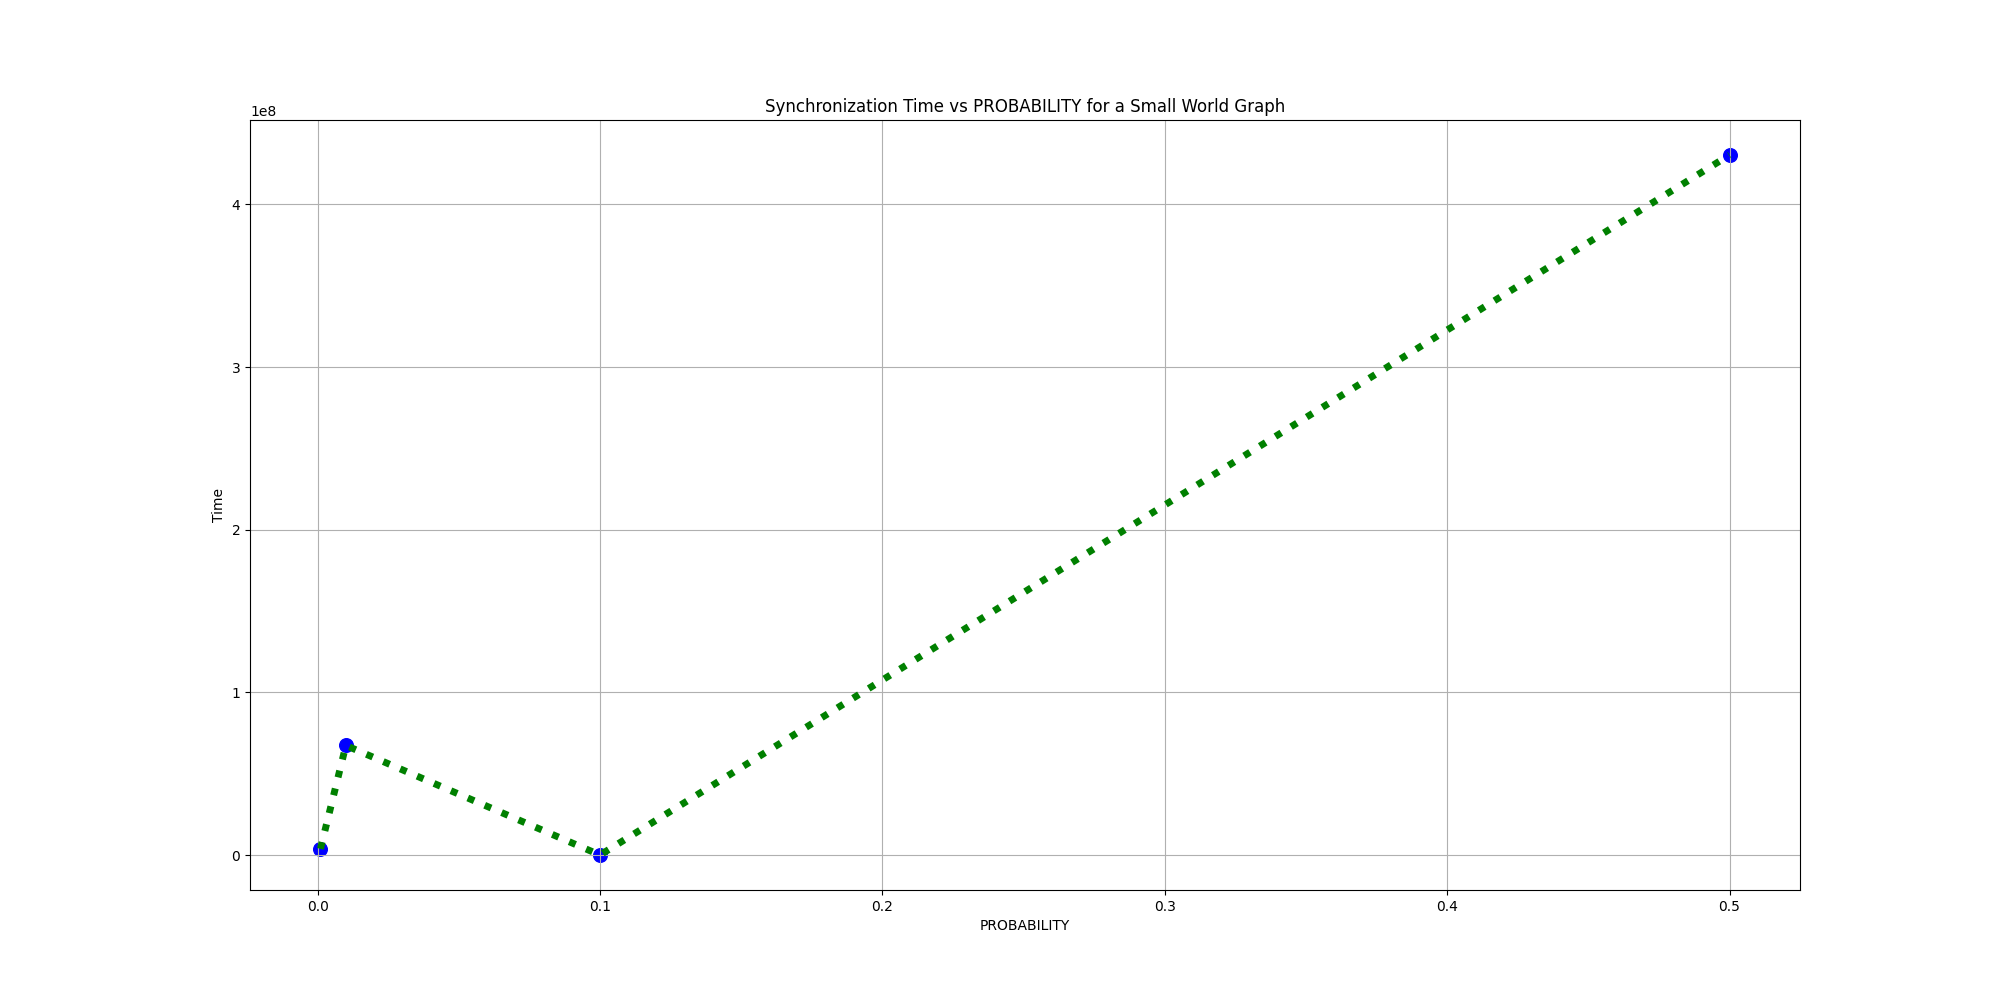 Synchronization Time vs PROBABILITY for a Small World Graph
1e8
4
3
2
1
0
Time
0.0 0.1 0.2 0.3 0.4 0.5
PROBABILITY